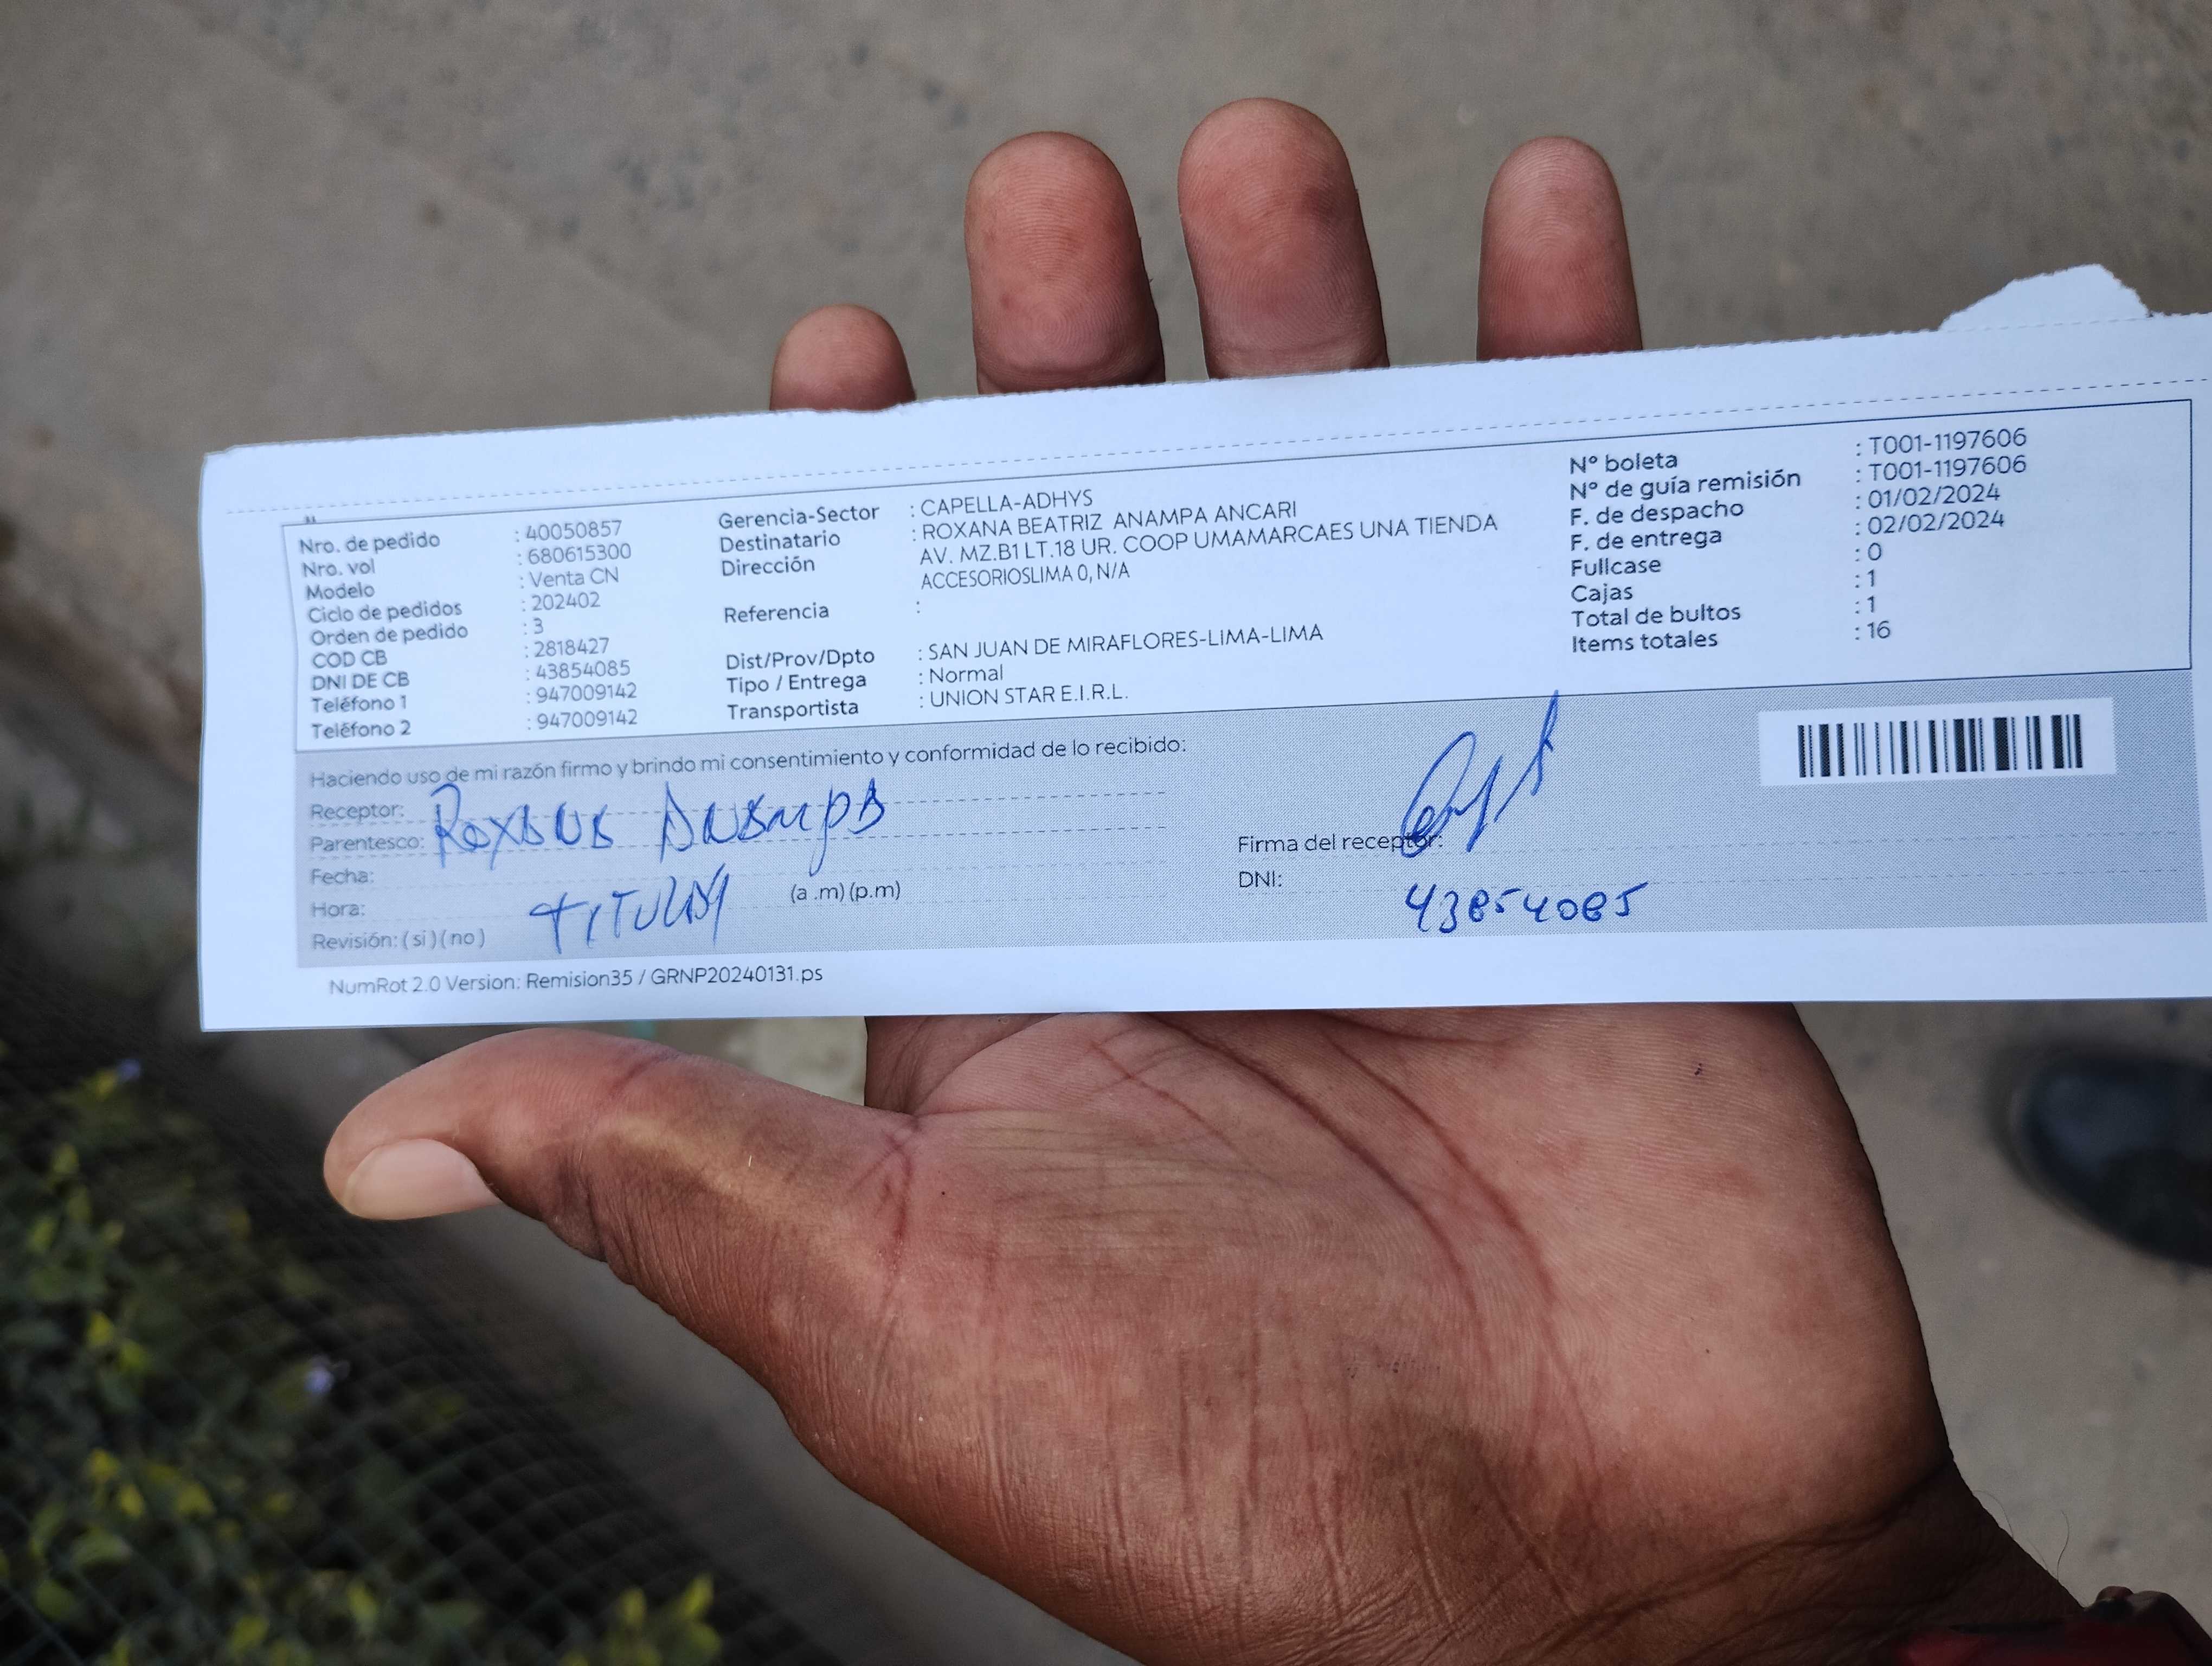 Nro. de pedido : 40050857
Nro. vol : 680615300
Modelo : Venta CN
Ciclo de pedidos : 202402
Orden de pedido : 3
COD CB : 2818427
DNI DE CB : 43854085
Teléfono 1 : 947009142
Teléfono 2 : 947009142
Gerencia-Sector : CAPELLA-ADHYS
Destinatario : ROXANA BEATRIZ ANAMPA ANCARI
Dirección AV. MZ.B1 LT.18 UR. COOP UMAMARCAES UNA TIENDA
ACCESORIOSLIMA 0, N/A
Referencia :
Dist/Prov/Dpto : SAN JUAN DE MIRAFLORES-LIMA-LIMA
Tipo / Entrega : Normal
Transportista : UNION STAR E.I.R.L.
N° boleta : T001-1197606
N° de guía remisión : T001-1197606
F. de despacho : 01/02/2024
F. de entrega : 02/02/2024
Fullcase : 0
Cajas : 1
Total de bultos : 1
Items totales : 16
Haciendo uso de mi razón firmo y brindo mi consentimiento y conformidad de lo recibido:
Receptor:
Parentesco: Roxana Anampa
Fecha:
Hora: (a .m) (p.m)
Revisión: ( si ) ( no ) TITULAR
Firma del receptor:
DNI: 43854085
NumRot 2.0 Version: Remision35 / GRNP20240131.ps